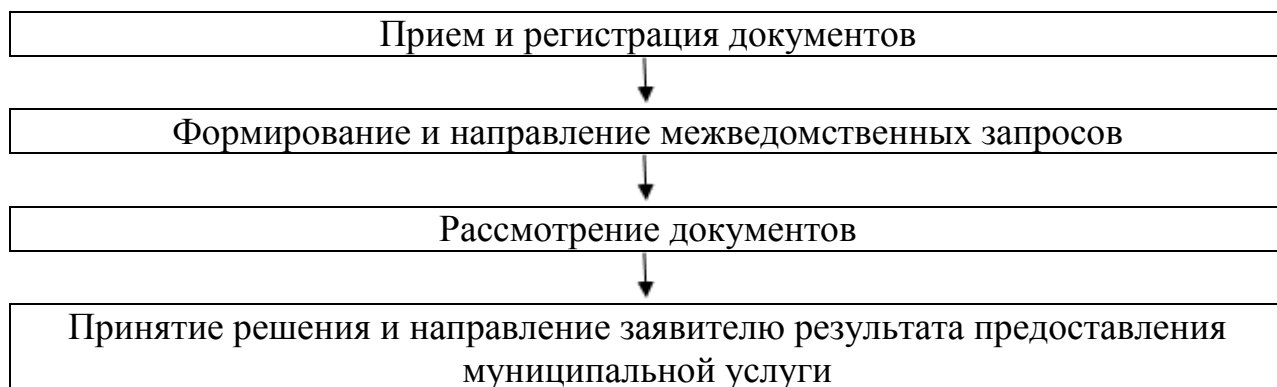 Прием и регистрация документов
Формирование и направление межведомственных запросов
Рассмотрение документов
Принятие решения и направление заявителю результата предоставления
муниципальной услуги